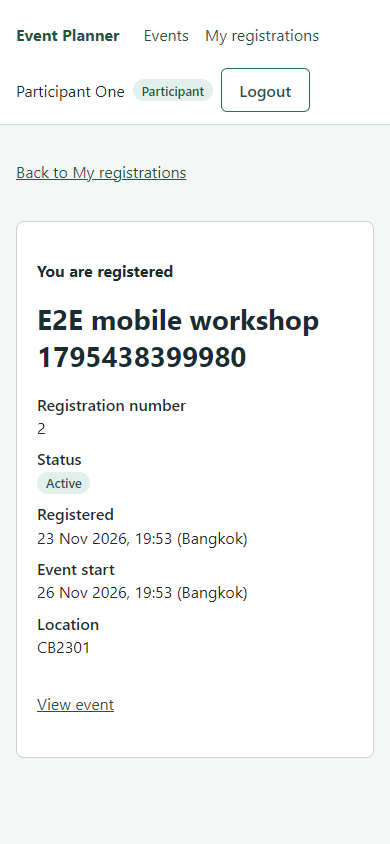 Event Planner Events My registrations
Participant One Participant Logout
Back to My registrations
You are registered
E2E mobile workshop
1795438399980
Registration number
2
Status
Active
Registered
23 Nov 2026, 19:53 (Bangkok)
Event start
26 Nov 2026, 19:53 (Bangkok)
Location
CB2301
View event